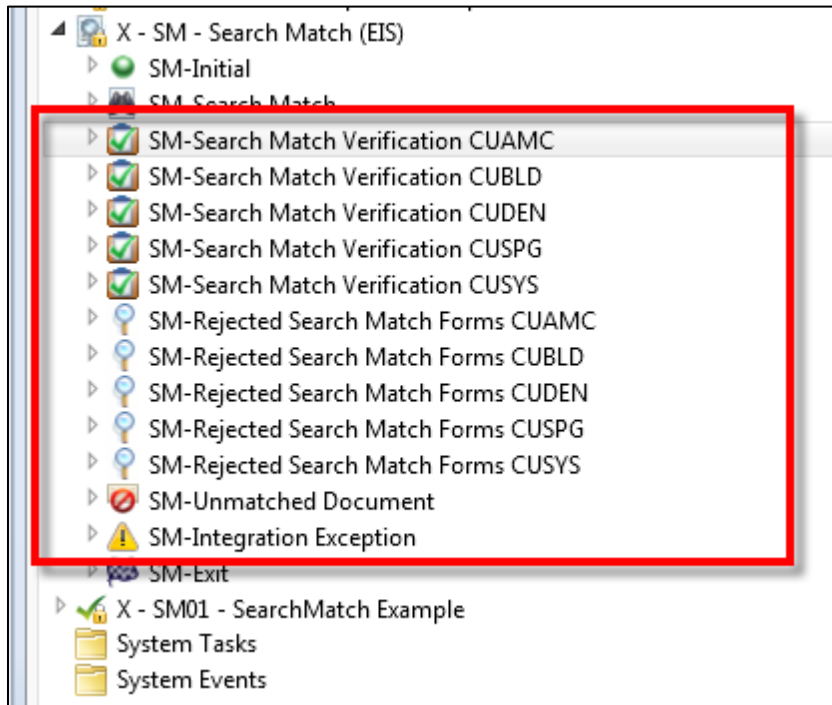 X - SM - Search Match (EIS)
SM-Initial
SM-Search Match
SM-Search Match Verification CUAMC
SM-Search Match Verification CUBLD
SM-Search Match Verification CUDEN
SM-Search Match Verification CUSPG
SM-Search Match Verification CUSYS
SM-Rejected Search Match Forms CUAMC
SM-Rejected Search Match Forms CUBLD
SM-Rejected Search Match Forms CUDEN
SM-Rejected Search Match Forms CUSPG
SM-Rejected Search Match Forms CUSYS
SM-Unmatched Document
SM-Integration Exception
SM-Exit
X - SM01 - SearchMatch Example
System Tasks
System Events